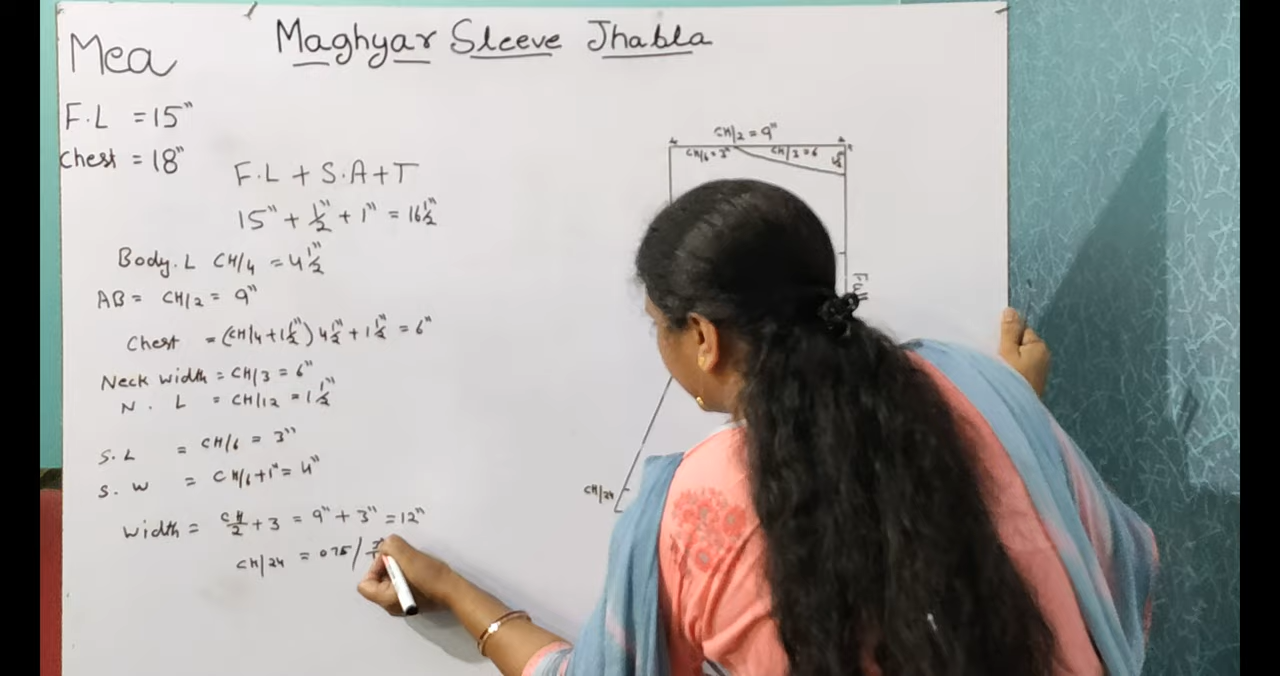 Maghyar Sleeve Jhabla
Mea
F.L = 15"
Chest = 18"
F.L + S.A + T
15" + 1/2" + 1" = 16 1/2"
Body.L CH/4 = 4 1/2"
AB = CH/2 = 9"
Chest = (CH/4 + 1 1/2") 4 1/2" + 1 1/2" = 6"
Neck width = CH/3 = 6"
N. L = CH/12 = 1 1/2"
S.L = CH/6 = 3"
S. W = CH/6 + 1" = 4"
Width = CH/2 + 3 = 9" + 3" = 12"
CH/24 = 075/
CH/2 = 9"
CH/6 = 3"
CH/3 = 6
CH/24